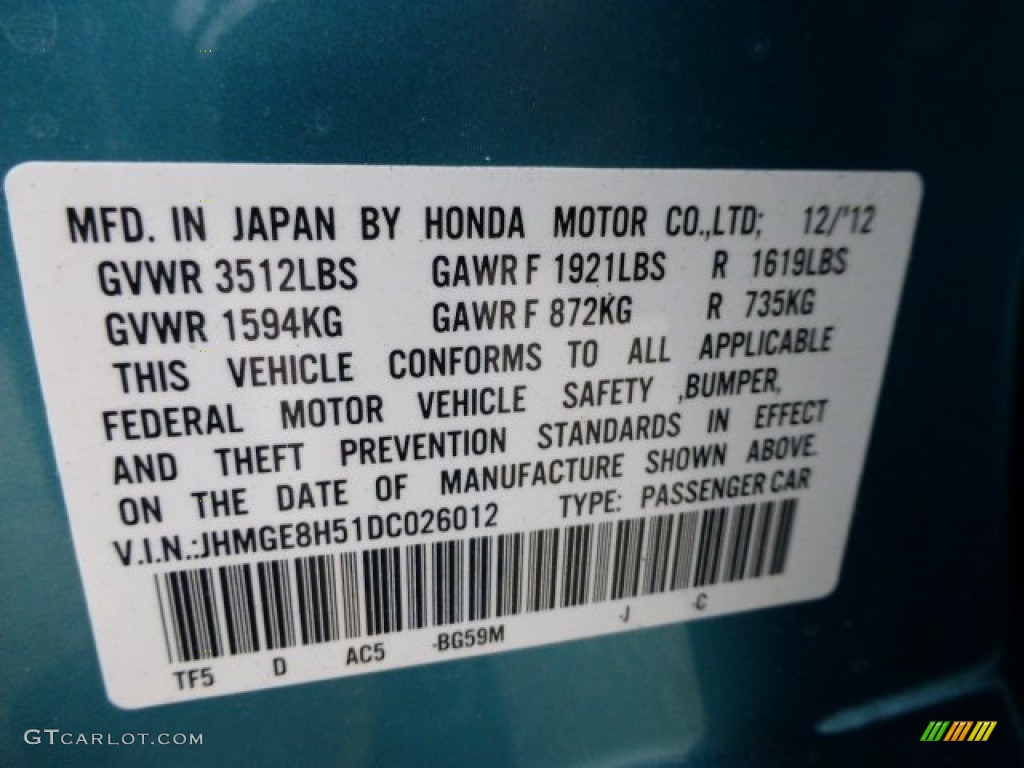 MFD. IN JAPAN BY HONDA MOTOR CO.,LTD; 12/'12
GVWR 3512LBS GAWR F 1921LBS R 1619LBS
GVWR 1594KG GAWR F 872KG R 735KG
THIS VEHICLE CONFORMS TO ALL APPLICABLE
FEDERAL MOTOR VEHICLE SAFETY ,BUMPER,
AND THEFT PREVENTION STANDARDS IN EFFECT
ON THE DATE OF MANUFACTURE SHOWN ABOVE.
V.I.N.:JHMGE8H51DC026012 TYPE: PASSENGER CAR
TF5 D AC5 -BG59M -J -C
GTCARLOT.COM